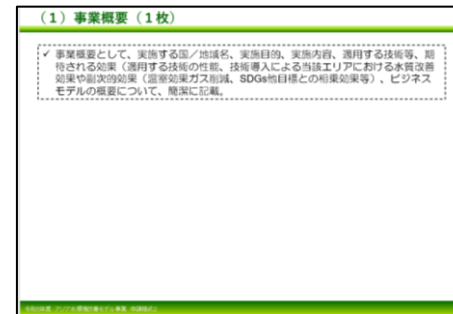 （１）事業概要（１枚）
✓ 事業概要として、実施する国／地域名、実施目的、実施内容、適用する技術等、期
待される効果（適用する技術の性能、技術導入による当該エリアにおける水質改善
効果や副次的効果（温室効果ガス削減、SDGs他目標との相乗効果等）、ビジネス
モデルの概要について、簡潔に記載。